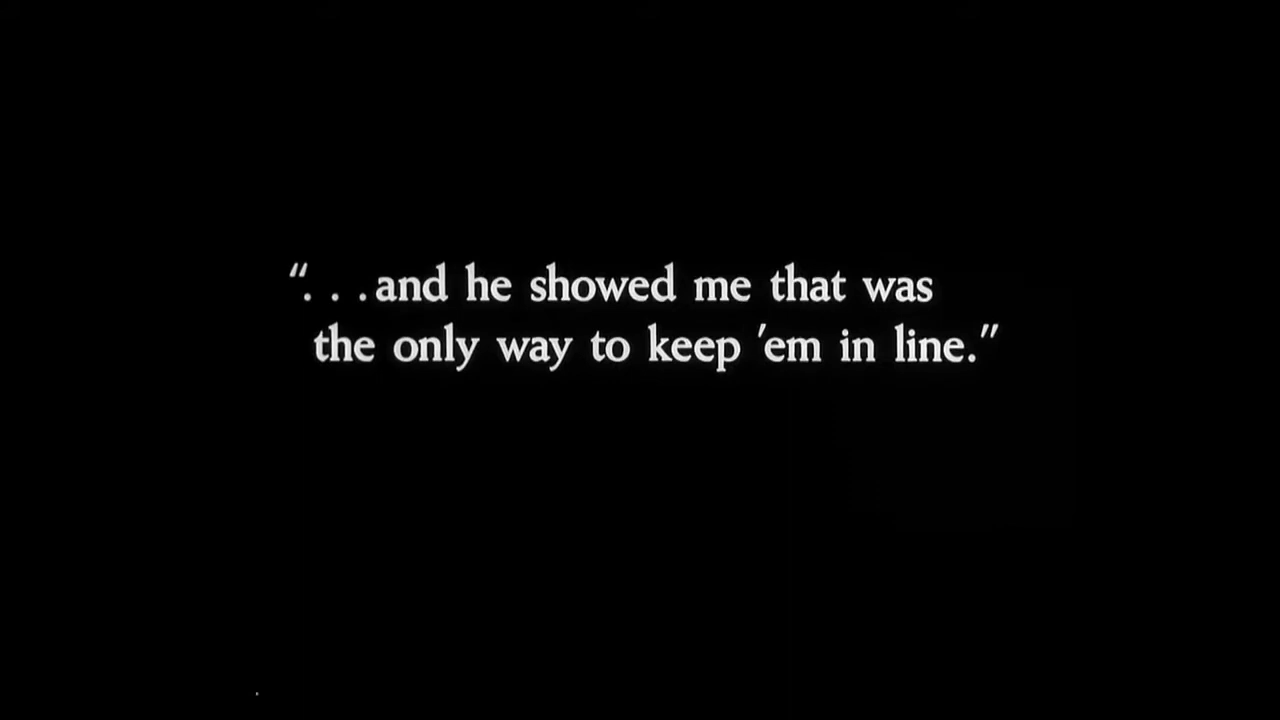 “. . .and he showed me that was
the only way to keep ’em in line.”